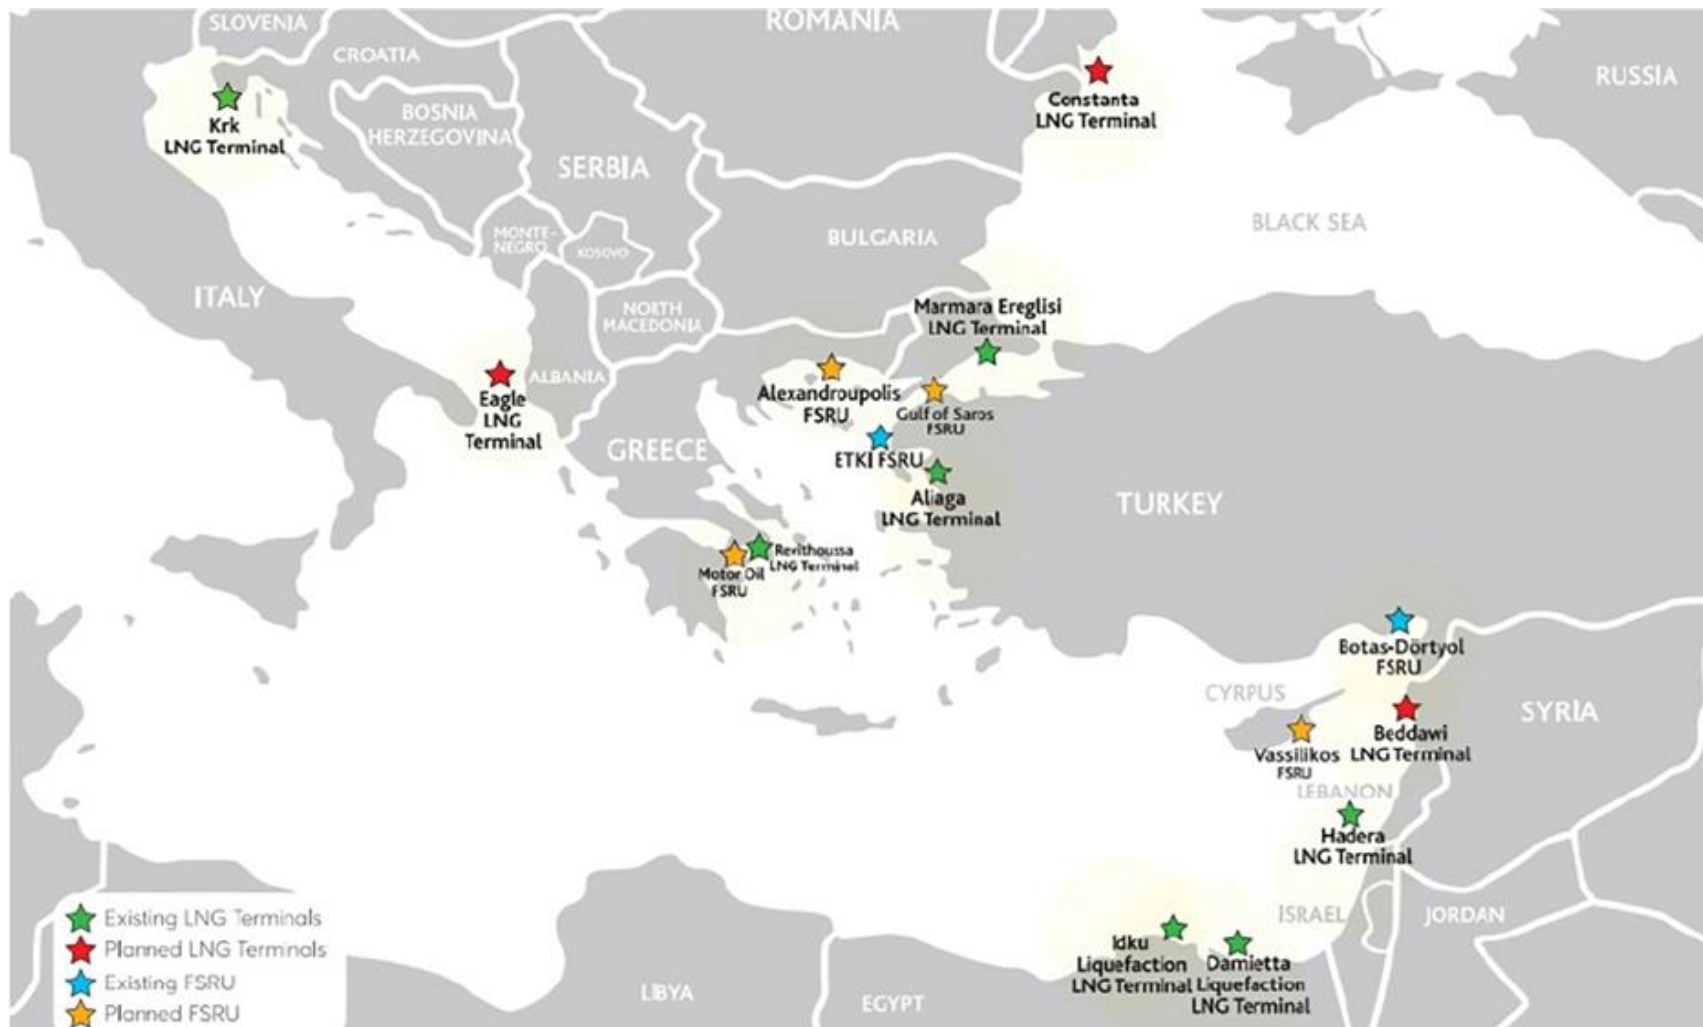 SLOVENIA
ROMANIA
CROATIA
RUSSIA
Krk
LNG Terminal
BOSNIA
HERZEGOVINA
Constanta
LNG Terminal
SERBIA
BLACK SEA
MONTE-
NEGRO
KOSOVO
BULGARIA
ITALY
NORTH
MACEDONIA
Marmara Ereglisi
LNG Terminal
ALBANIA
Eagle
LNG
Terminal
Alexandroupolis
FSRU
Gulf of Saros
FSRU
GREECE
ETKI FSRU
Aliaga
LNG Terminal
TURKEY
Revithoussa
LNG Terminal
Motor Oil
FSRU
Botas-Dörtyol
FSRU
CYRPUS
SYRIA
Vassilikos
FSRU
Beddawi
LNG Terminal
LEBANON
Hadera
LNG Terminal
ISRAEL
JORDAN
Idku
Liquefaction
LNG Terminal
Damietta
Liquefaction
LNG Terminal
LIBYA
EGYPT
Existing LNG Terminals
Planned LNG Terminals
Existing FSRU
Planned FSRU